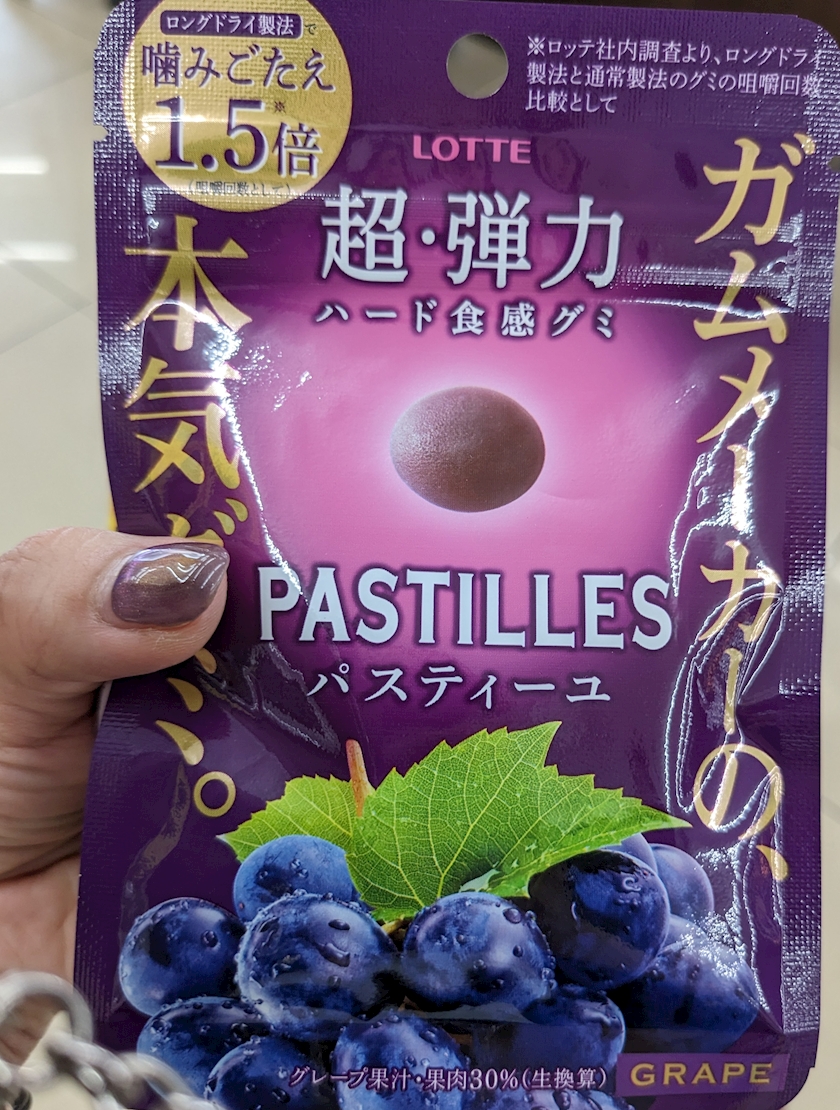 ロングドライ製法で
噛みごたえ
※
1.5倍
(咀嚼回数として)
※ロッテ社内調査より、ロングドライ
製法と通常製法のグミの咀嚼回数
比較として
LOTTE
超・弾力
ハード食感グミ
ガムメーカーの、
本気グミ。
PASTILLES
パスティーユ
グレープ果汁・果肉30%(生換算)
GRAPE